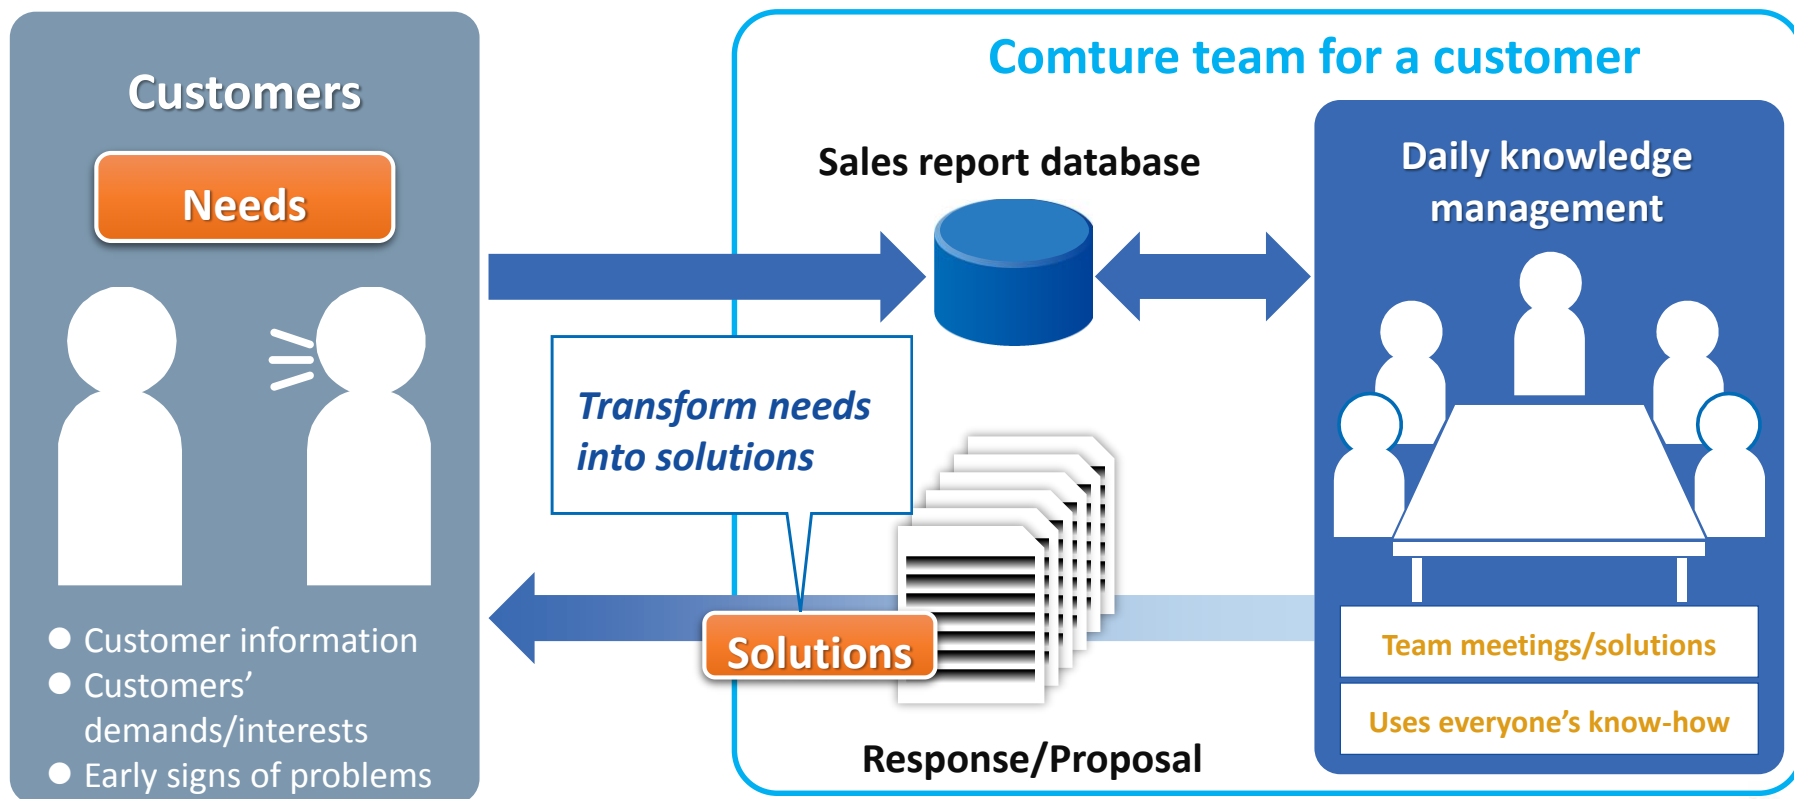 Customers
Needs
● Customer information
● Customers’
demands/interests
● Early signs of problems
Comture team for a customer
Sales report database
Transform needs
into solutions
Solutions
Response/Proposal
Daily knowledge
management
Team meetings/solutions
Uses everyone’s know-how